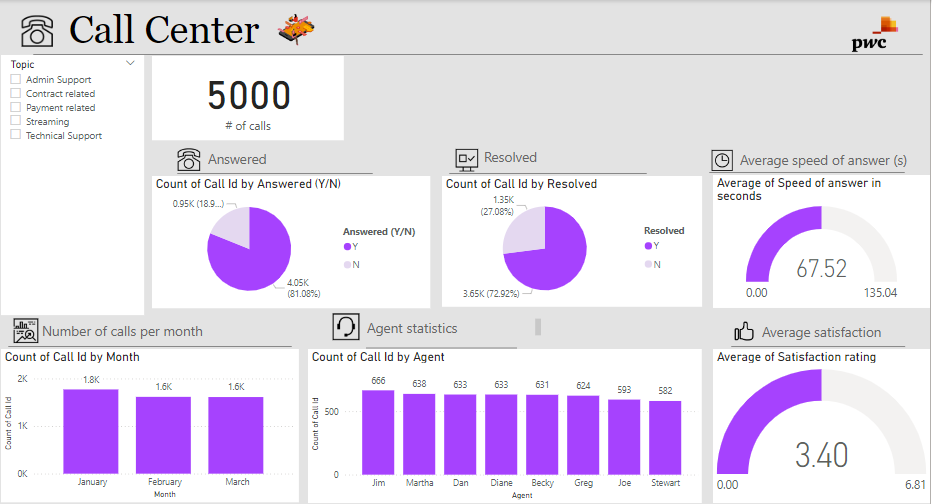 Call Center
pwc
Topic
Admin Support
Contract related
Payment related
Streaming
Technical Support
5000
# of calls
Answered
Count of Call Id by Answered (Y/N)
0.95K (18.9...)
4.05K
(81.08%)
Answered (Y/N)
Y
N
Resolved
Count of Call Id by Resolved
1.35K
(27.08%)
3.65K (72.92%)
Resolved
Y
N
Average speed of answer (s)
Average of Speed of answer in
seconds
67.52
0.00
135.04
Number of calls per month
Count of Call Id by Month
Count of Call Id
2K
1K
0K
1.8K
1.6K
1.6K
January
February
March
Month
Agent statistics
Count of Call Id by Agent
Count of Call Id
500
0
666
638
633
633
631
624
593
582
Jim
Martha
Dan
Diane
Becky
Greg
Joe
Stewart
Agent
Average satisfaction
Average of Satisfaction rating
3.40
0.00
6.81